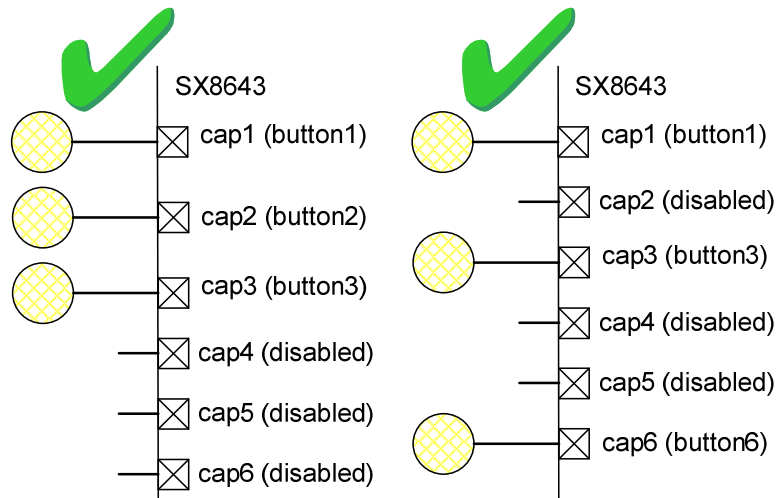 SX8643
cap1 (button1)
cap2 (button2)
cap3 (button3)
cap4 (disabled)
cap5 (disabled)
cap6 (disabled)
SX8643
cap1 (button1)
cap2 (disabled)
cap3 (button3)
cap4 (disabled)
cap5 (disabled)
cap6 (button6)